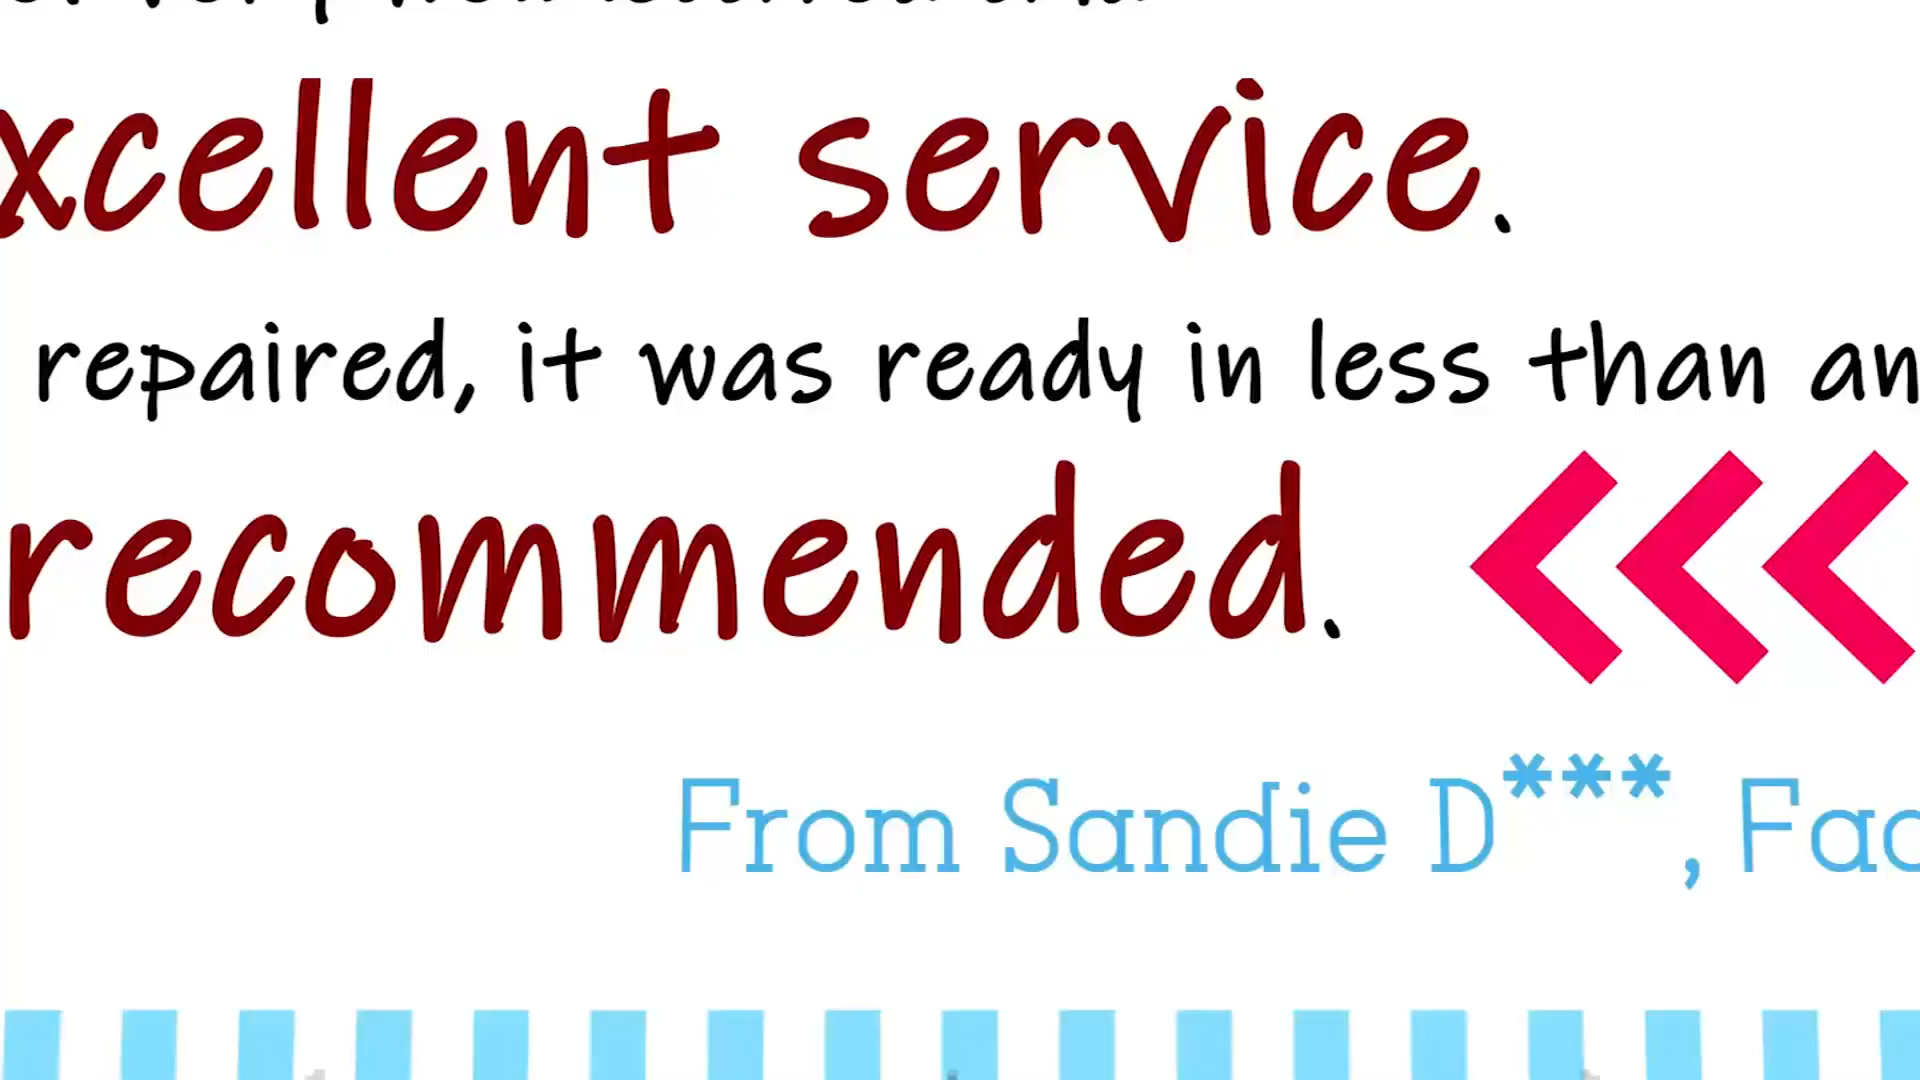 xcellent service.
repaired, it was ready in less than an
recommended.
From Sandie D***, Fac